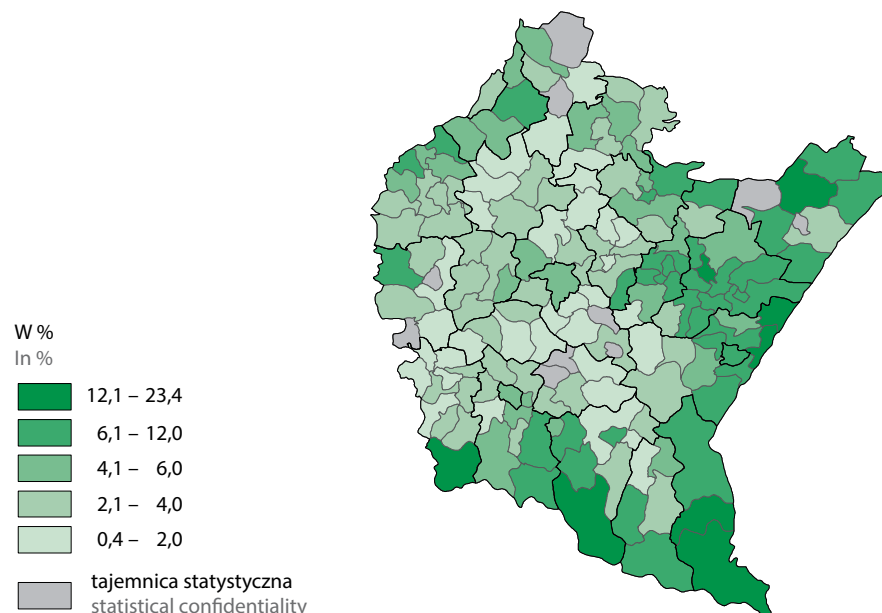 W %
In %
12,1 – 23,4
6,1 – 12,0
4,1 – 6,0
2,1 – 4,0
0,4 – 2,0
tajemnica statystyczna
statistical confidentiality